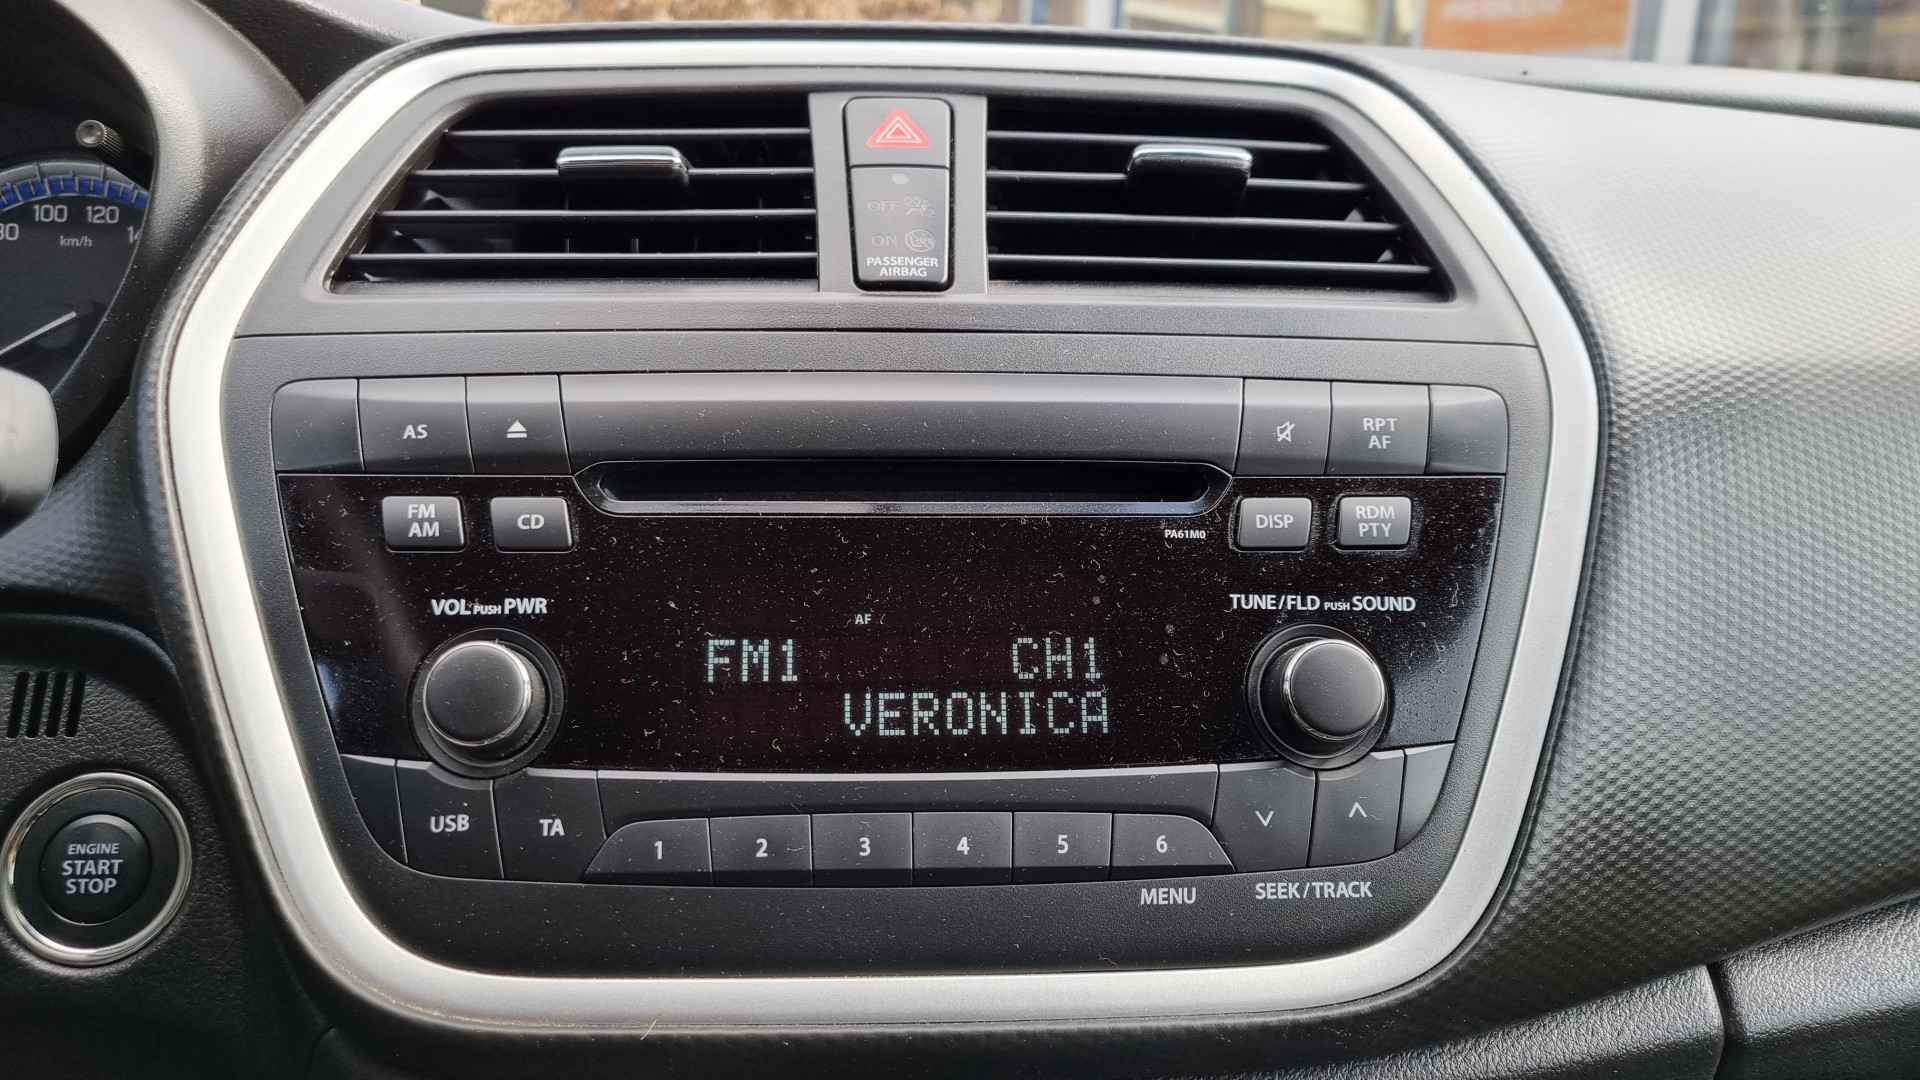 80 100 120
km/h
OFF
ON
PASSENGER
AIRBAG
AS
RPT
AF
FM
AM
CD
DISP
RDM
PTY
PA61M0
VOL PUSH PWR
TUNE/FLD PUSH SOUND
AF
FM1 CH1
VERONICA
USB
TA
1 2 3 4 5 6
MENU
SEEK/TRACK
ENGINE
START
STOP